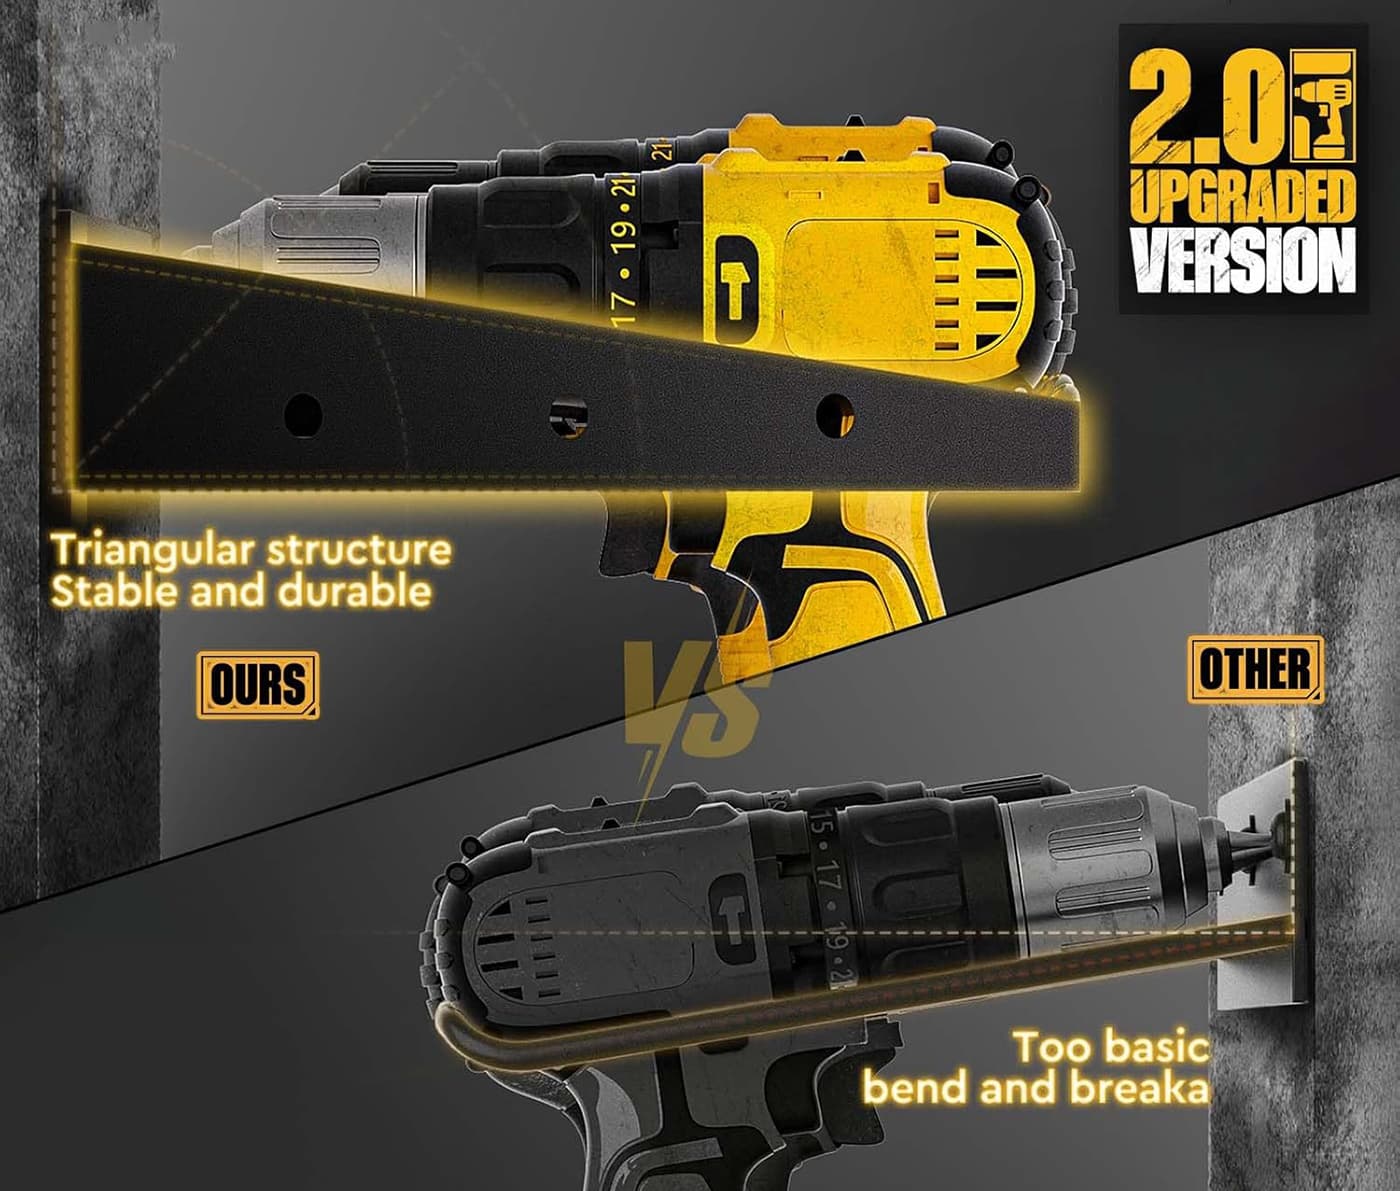 2.0
UPGRADED
VERSION
21
17 • 19 • 21
Triangular structure
Stable and durable
OURS
VS
OTHER
15 • 17 • 19 • 2
Too basic
bend and breaka